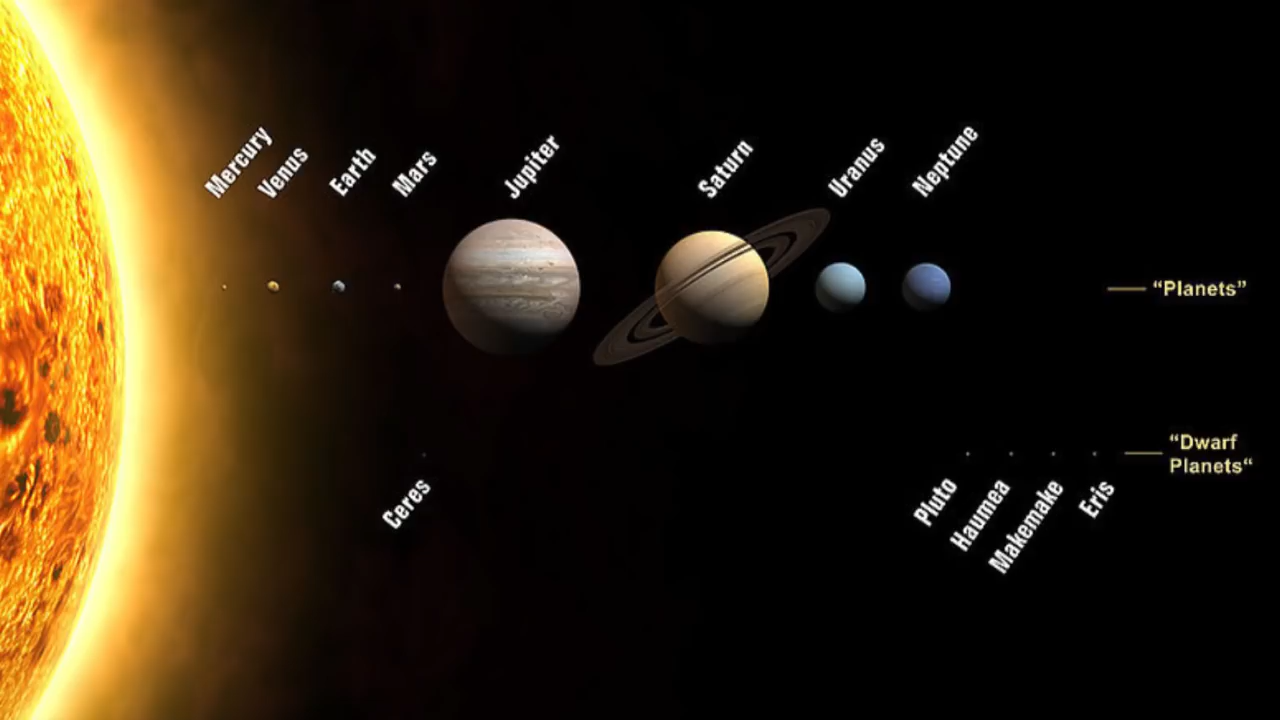 Mercury
Venus
Earth
Mars
Jupiter
Saturn
Uranus
Neptune
“Planets”
Ceres
Pluto
Haumea
Makemake
Eris
“Dwarf
Planets“